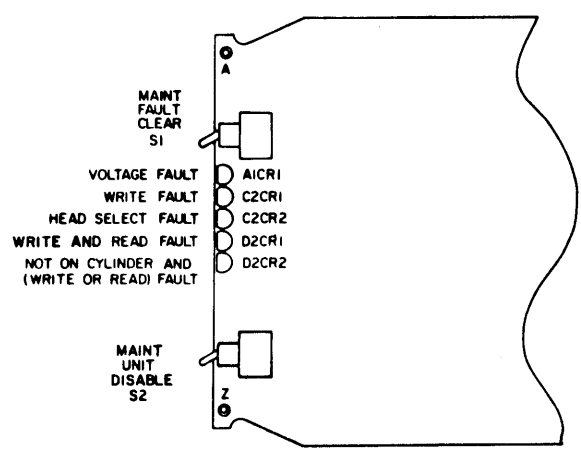 A
MAINT
FAULT
CLEAR
S1
VOLTAGE FAULT A1CR1
WRITE FAULT C2CR1
HEAD SELECT FAULT C2CR2
WRITE AND READ FAULT D2CR1
NOT ON CYLINDER AND D2CR2
(WRITE OR READ) FAULT
MAINT
UNIT
DISABLE
S2
Z